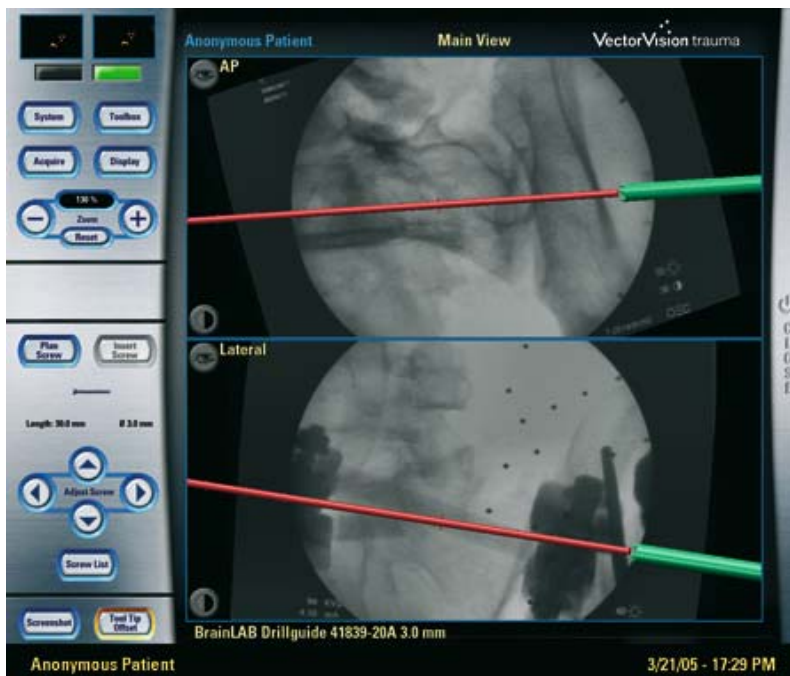 Anonymous Patient
Main View
VectorVision trauma
AP
System
Toolbox
Acquire
Display
130 %
Zoom
Reset
Lateral
Plan
Screw
Insert
Screw
Length: 30.0 mm
Ø 3.0 mm
Adjust Screw
Screw List
Screenshot
Tool Tip
Offset
BrainLAB Drillguide 41839-20A 3.0 mm
Anonymous Patient
3/21/05 - 17:29 PM